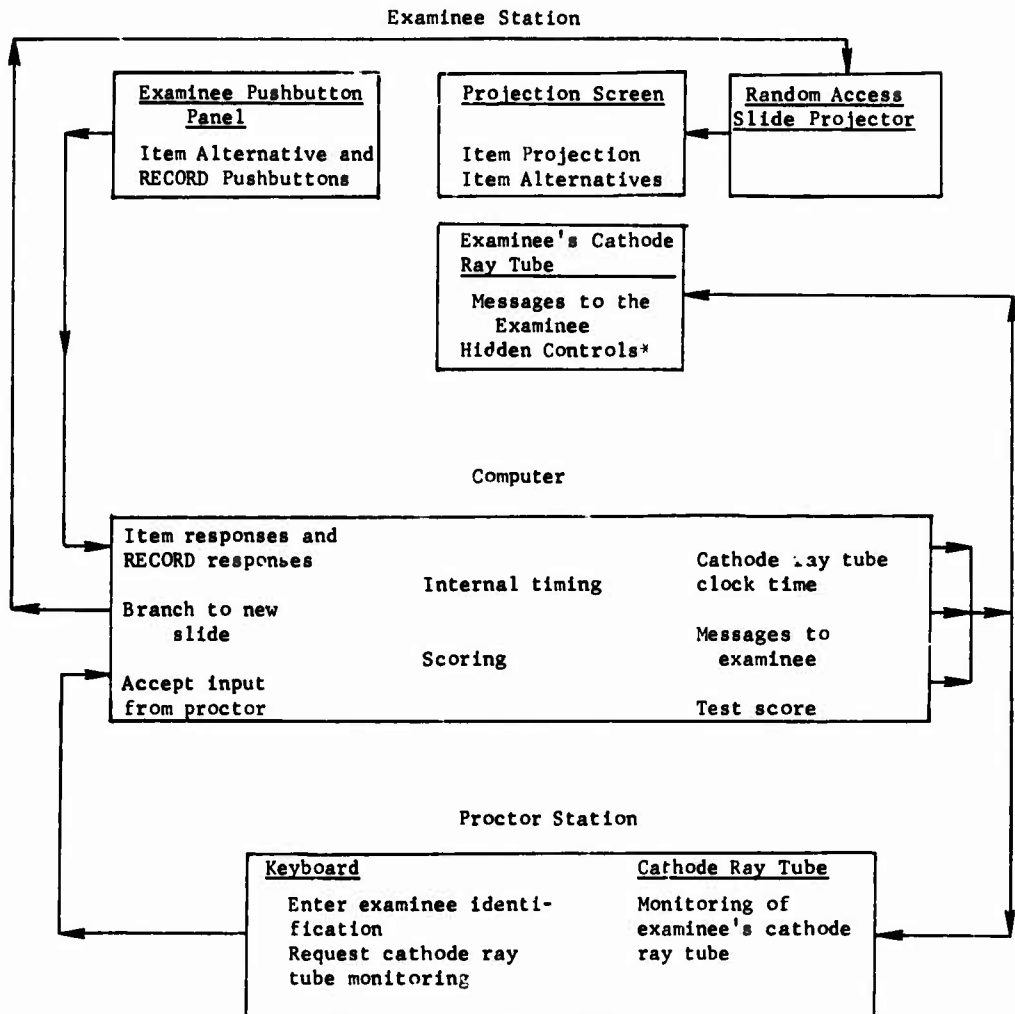 Examinee Station
Examinee Pushbutton
Panel
Item Alternative and
RECORD Pushbuttons
Projection Screen
Item Projection
Item Alternatives
Random Access
Slide Projector
Examinee's Cathode
Ray Tube
Messages to the
Examinee
Hidden Controls*
Computer
Item responses and
RECORD responses
Branch to new
slide
Accept input
from proctor
Internal timing
Scoring
Cathode ray tube
clock time
Messages to
examinee
Test score
Proctor Station
Keyboard
Enter examinee identi-
fication
Request cathode ray
tube monitoring
Cathode Ray Tube
Monitoring of
examinee's cathode
ray tube